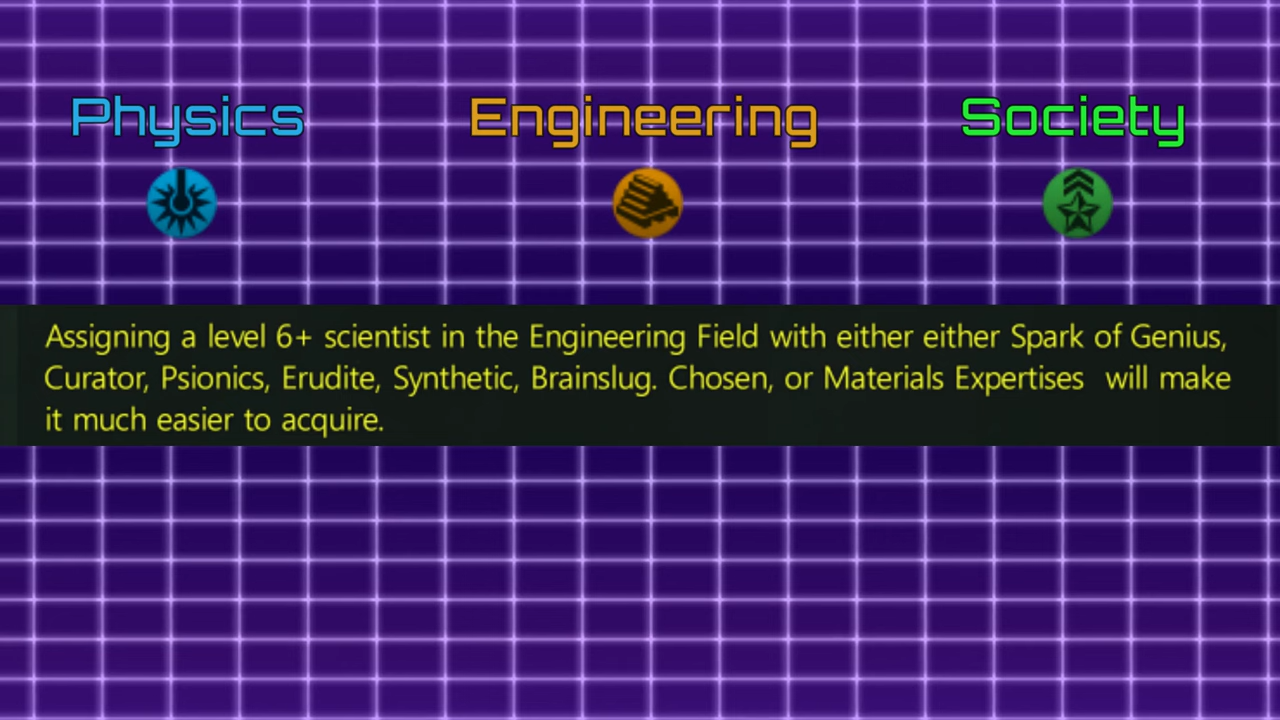 Physics Engineering Society
Assigning a level 6+ scientist in the Engineering Field with either either Spark of Genius,
Curator, Psionics, Erudite, Synthetic, Brainslug. Chosen, or Materials Expertises  will make
it much easier to acquire.